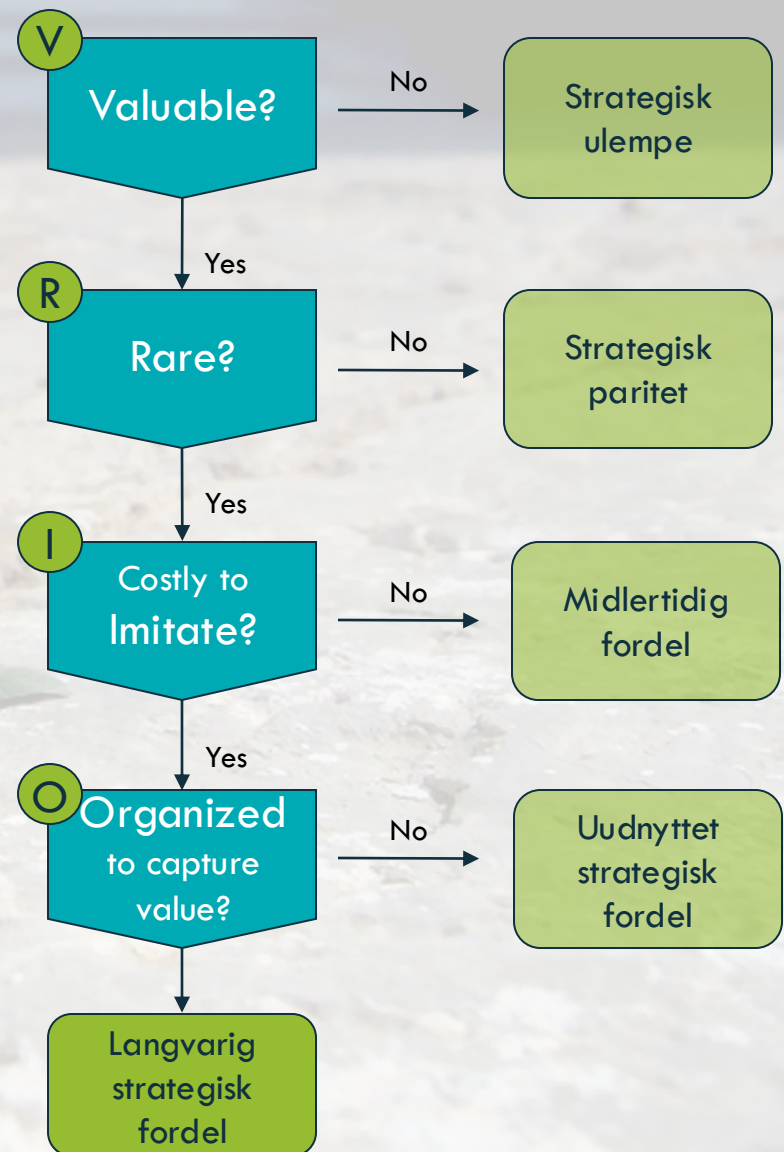 V
Valuable?
No
Strategisk
ulempe
Yes
R
Rare?
No
Strategisk
paritet
Yes
I
Costly to
Imitate?
No
Midlertidig
fordel
Yes
O
Organized
to capture
value?
No
Uudnyttet
strategisk
fordel
Langvarig
strategisk
fordel